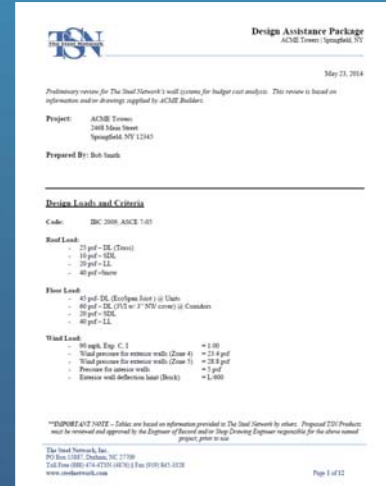 TSN
The Steel Network
Design Assistance Package
ACME Towers | Springfield, NY
May 23, 2014
Preliminary review for The Steel Network's wall systems for budget cost analysis. This review is based on
information and/or drawings supplied by ACME Builders.
Project: ACME Towers
2468 Main Street
Springfield, NY 12345
Prepared By: Bob Smith
Design Loads and Criteria
Code: IBC 2009, ASCE 7-05
Roof Load:
- 25 psf – DL (Truss)
- 10 psf – SDL
- 20 psf – LL
- 40 psf – Snow
Floor Load:
- 45 psf- DL (EcoSpan Joist) @ Units
- 60 psf – DL (3VI w/ 3" NW cover) @ Corridors
- 20 psf – SDL
- 40 psf – LL
Wind Load:
- 90 mph, Exp. C, I = 1.00
- Wind pressure for exterior walls (Zone 4) = 23.4 psf
- Wind pressure for exterior walls (Zone 5) = 28.8 psf
- Pressure for interior walls = 5 psf
- Exterior wall deflection limit (Brick) = L/600
**IMPORTANT NOTE – Tables are based on information provided to The Steel Network by others. Proposed TSN Products
must be reviewed and approved by the Engineer of Record and/or Shop Drawing Engineer responsible for the above named
project, prior to use
The Steel Network, Inc.
PO Box 13887, Durham, NC 27709
Toll Free (888) 474-4TSN (4876) | Fax (919) 845-1028
www.steelnetwork.com
Page 1 of 12